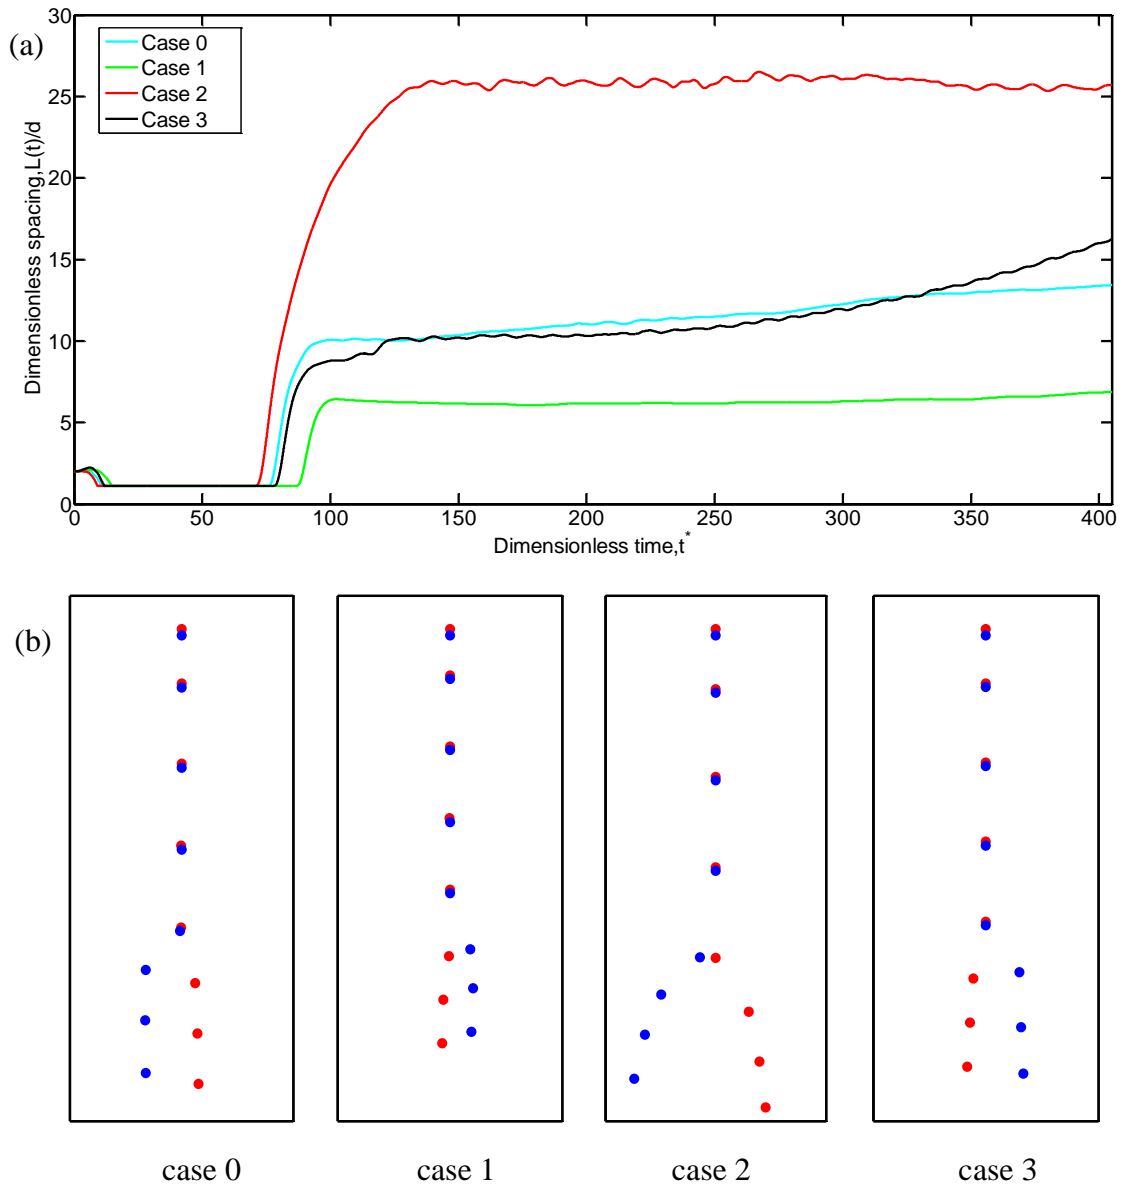 (a)
30
25
20
15
10
5
0
Dimensionless spacing,L(t)/d
Case 0
Case 1
Case 2
Case 3
0 50 100 150 200 250 300 350 400
Dimensionless time,t*
(b)
case 0 case 1 case 2 case 3